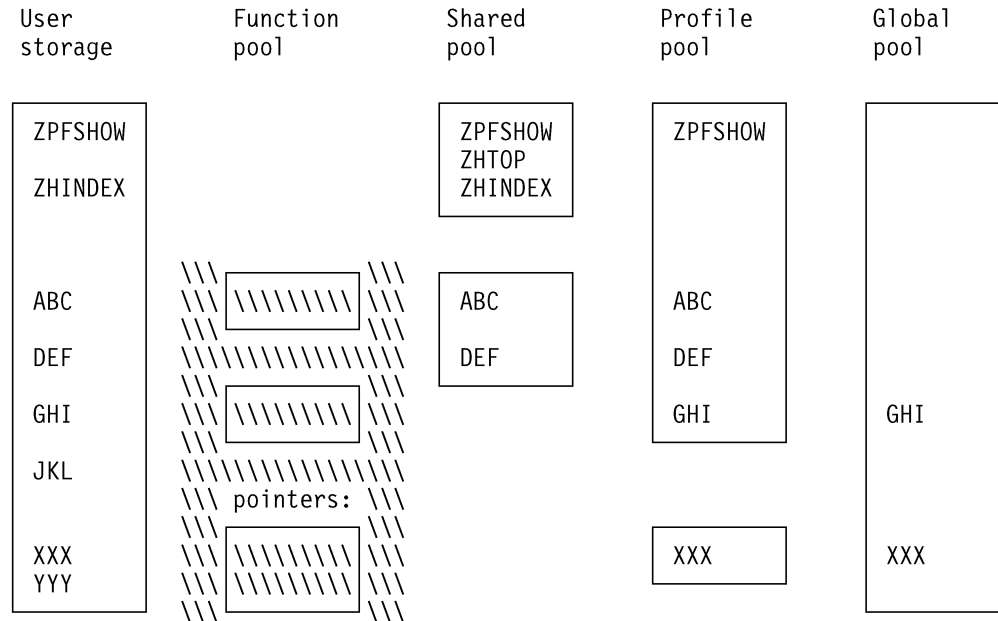 User Function Shared Profile Global
storage pool pool pool pool
ZPFSHOW ZPFSHOW ZPFSHOW
ZHTOP
ZHINDEX ZHINDEX
\\\ \\\
ABC \\\ \\\\\\\\\ \\\ ABC ABC
\\\ \\\
DEF \\\\\\\\\\\\\\\\\ DEF DEF
\\\ \\\
GHI \\\ \\\\\\\\\ \\\ GHI GHI
\\\ \\\
JKL \\\\\\\\\\\\\\\\\
\\\ pointers: \\\
\\\ \\\
XXX \\\ \\\\\\\\\ \\\ XXX XXX
YYY \\\ \\\\\\\\\ \\\
\\\ \\\